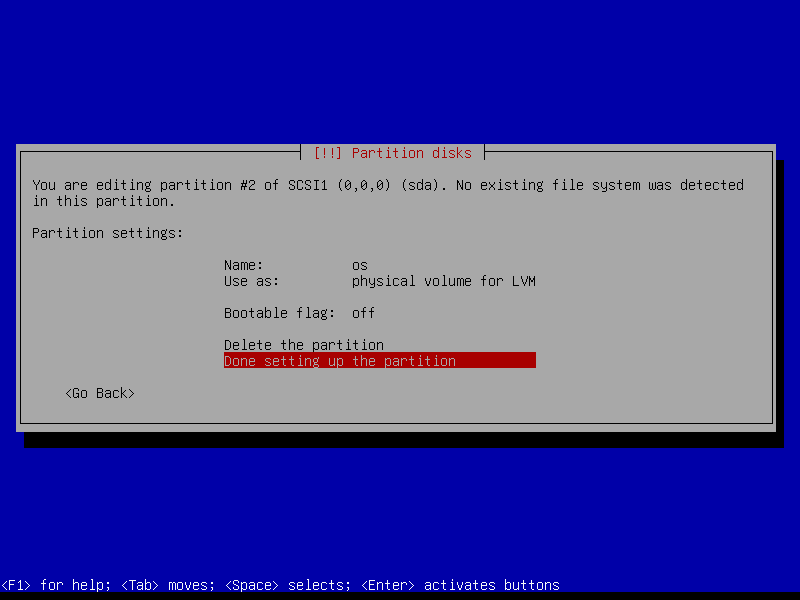 [!!] Partition disks
You are editing partition #2 of SCSI1 (0,0,0) (sda). No existing file system was detected
in this partition.
Partition settings:
Name: os
Use as: physical volume for LVM
Bootable flag: off
Delete the partition
Done setting up the partition
<Go Back>
<F1> for help; <Tab> moves; <Space> selects; <Enter> activates buttons